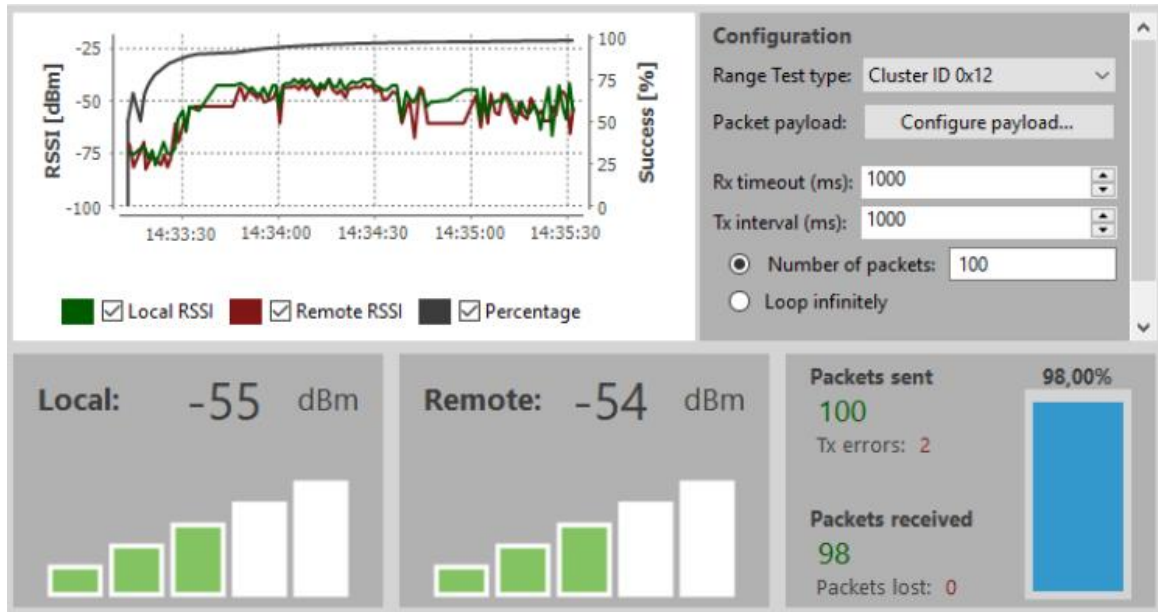 RSSI [dBm]
-25
-50
-75
-100
100
75
50
25
0
Success [%]
14:33:30 14:34:00 14:34:30 14:35:00 14:35:30
Local RSSI Remote RSSI Percentage
Configuration
Range Test type: Cluster ID 0x12
Packet payload: Configure payload...
Rx timeout (ms): 1000
Tx interval (ms): 1000
Number of packets: 100
Loop infinitely
Local: -55 dBm
Remote: -54 dBm
Packets sent 98,00%
100
Tx errors: 2
Packets received
98
Packets lost: 0